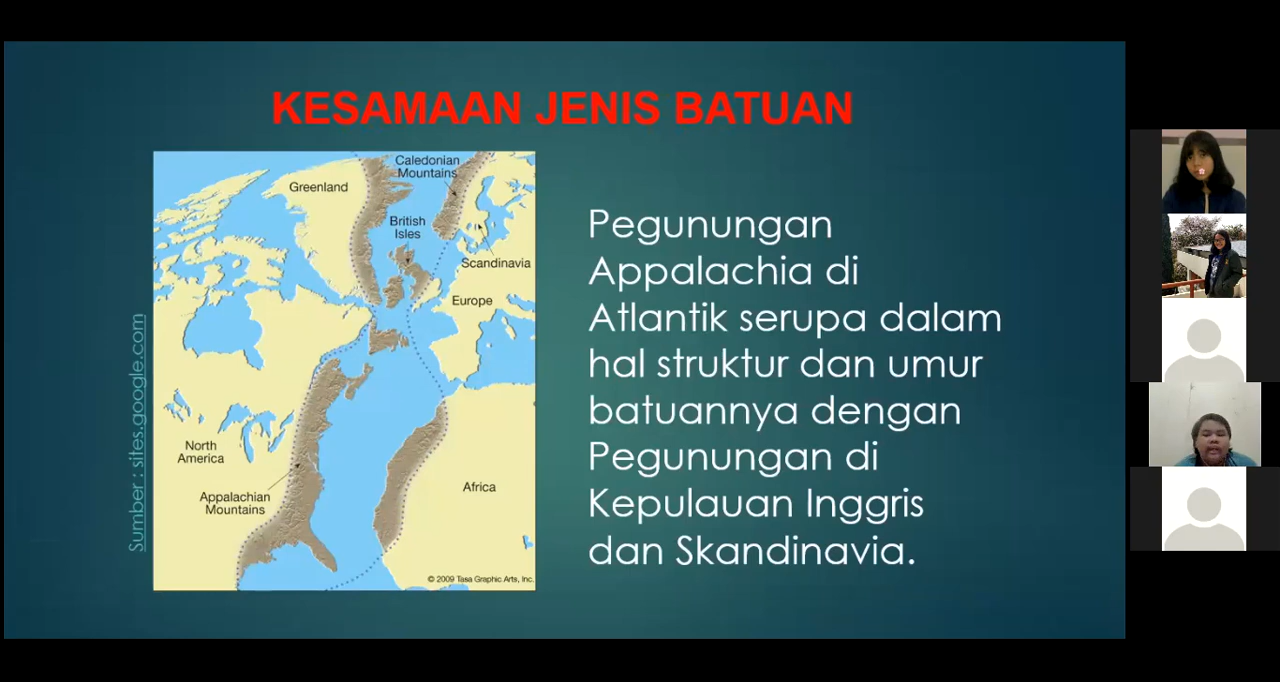 KESAMAAN JENIS BATUAN
Caledonian
Mountains
Greenland
British
Isles
Scandinavia
Europe
North
America
Appalachian
Mountains
Africa
© 2009 Tasa Graphic Arts, Inc.
Sumber : sites.google.com
Pegunungan
Appalachia di
Atlantik serupa dalam
hal struktur dan umur
batuannya dengan
Pegunungan di
Kepulauan Inggris
dan Skandinavia.